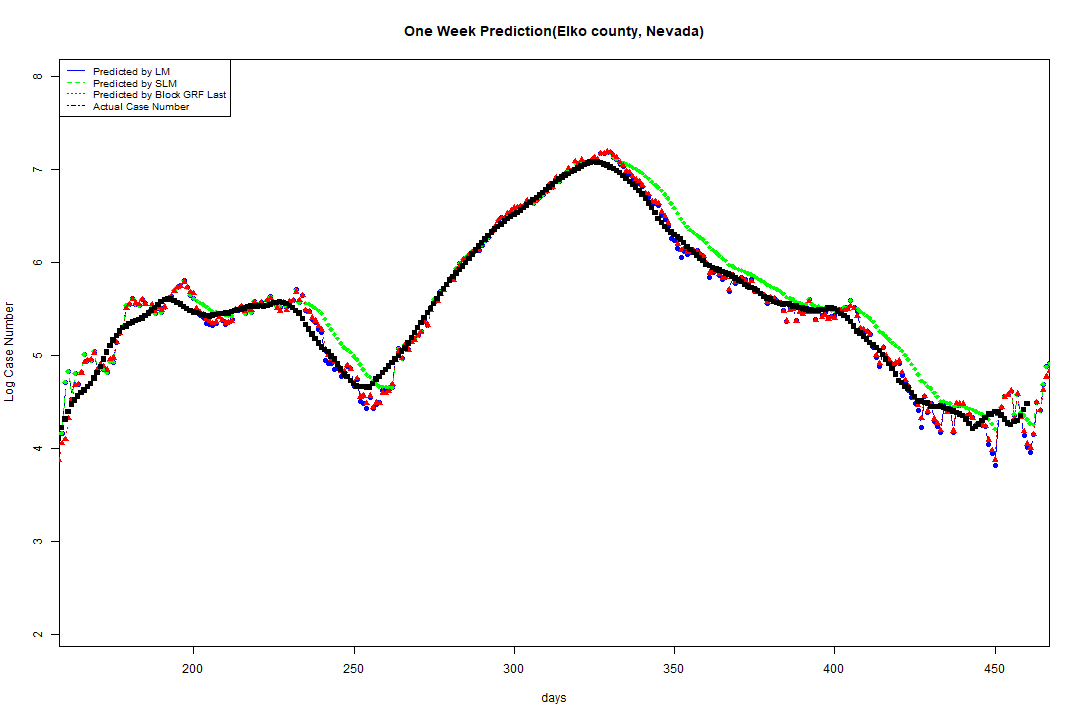 One Week Prediction(Elko county, Nevada)
Predicted by LM
Predicted by SLM
Predicted by Block GRF Last
Actual Case Number
8
7
6
5
4
3
2
Log Case Number
200 250 300 350 400 450
days